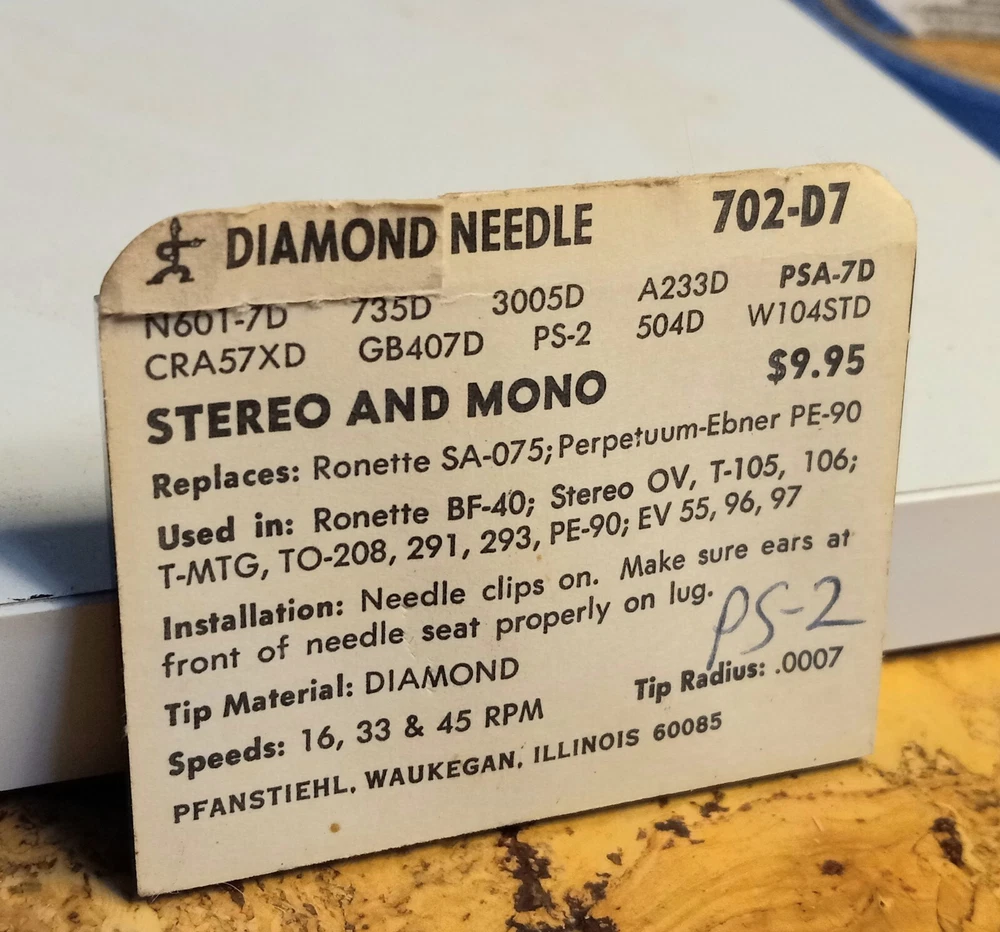 DIAMOND NEEDLE 702-D7
N601-7D 735D 3005D A233D PSA-7D
CRA57XD GB407D PS-2 504D W104STD
$9.95
STEREO AND MONO
Replaces: Ronette SA-075; Perpetuum-Ebner PE-90
Used in: Ronette BF-40; Stereo OV, T-105, 106;
T-MTG, TO-208, 291, 293, PE-90; EV 55, 96, 97
Installation: Needle clips on. Make sure ears at
front of needle seat properly on lug.
PS-2
Tip Material: DIAMOND Tip Radius: .0007
Speeds: 16, 33 & 45 RPM
PFANSTIEHL, WAUKEGAN, ILLINOIS 60085